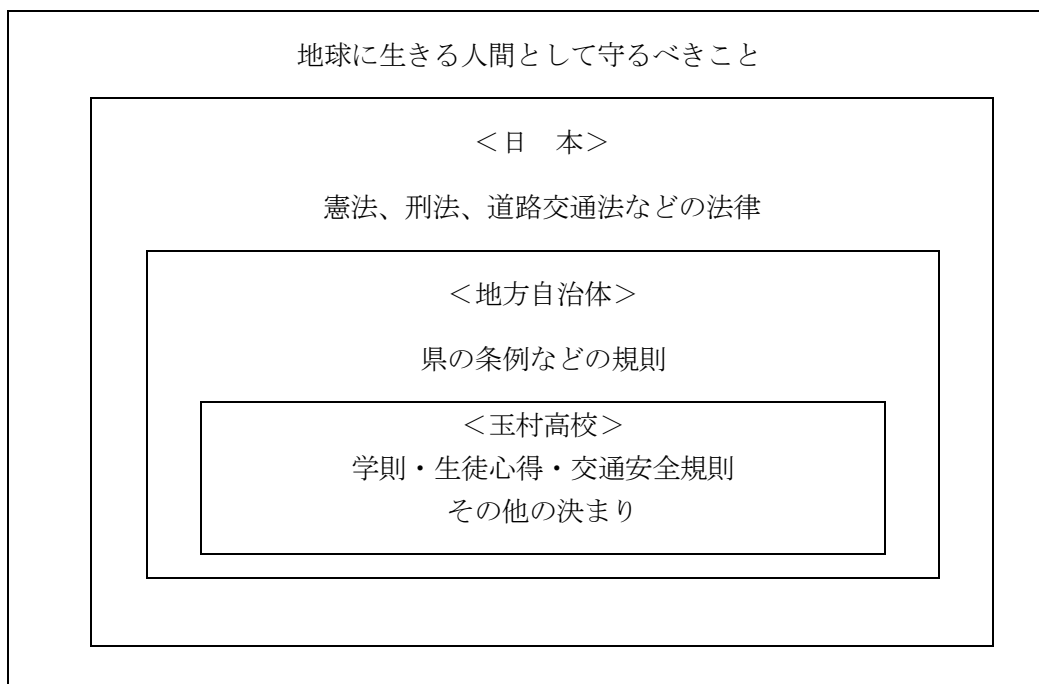 地球に生きる人間として守るべきこと
＜日　本＞
憲法、刑法、道路交通法などの法律
＜地方自治体＞
県の条例などの規則
＜玉村高校＞
学則・生徒心得・交通安全規則
その他の決まり